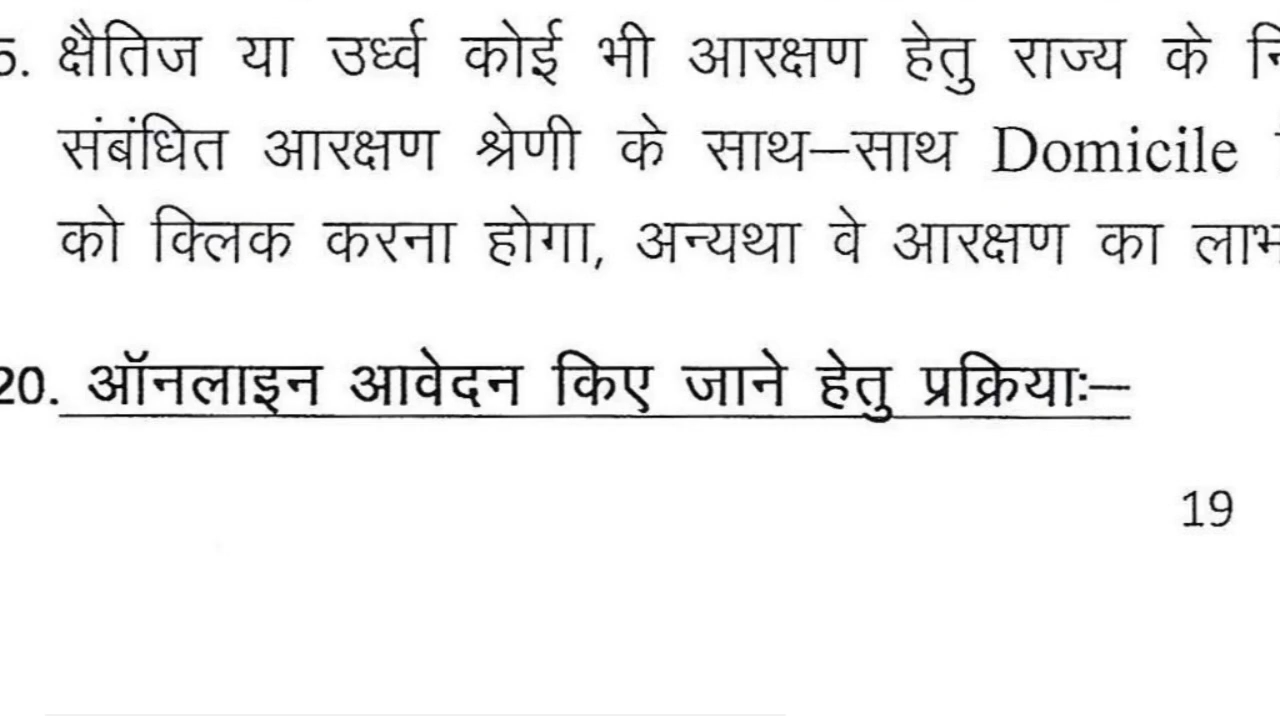 5. क्षैतिज या उर्ध्व कोई भी आरक्षण हेतु राज्य के
संबंधित आरक्षण श्रेणी के साथ–साथ Domicile
को क्लिक करना होगा, अन्यथा वे आरक्षण का लाभ
20. ऑनलाइन आवेदन किए जाने हेतु प्रक्रियाः–
19